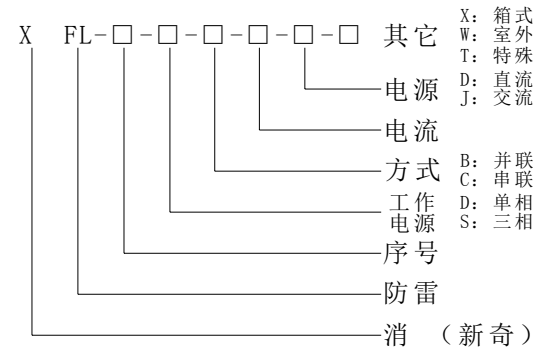 X FL-□-□-□-□-□-□ 其它 X: 箱式
W: 室外
T: 特殊
电源 D: 直流
J: 交流
电流
方式 B: 并联
C: 串联
工作电源 D: 单相
S: 三相
序号
防雷
消 （新奇）